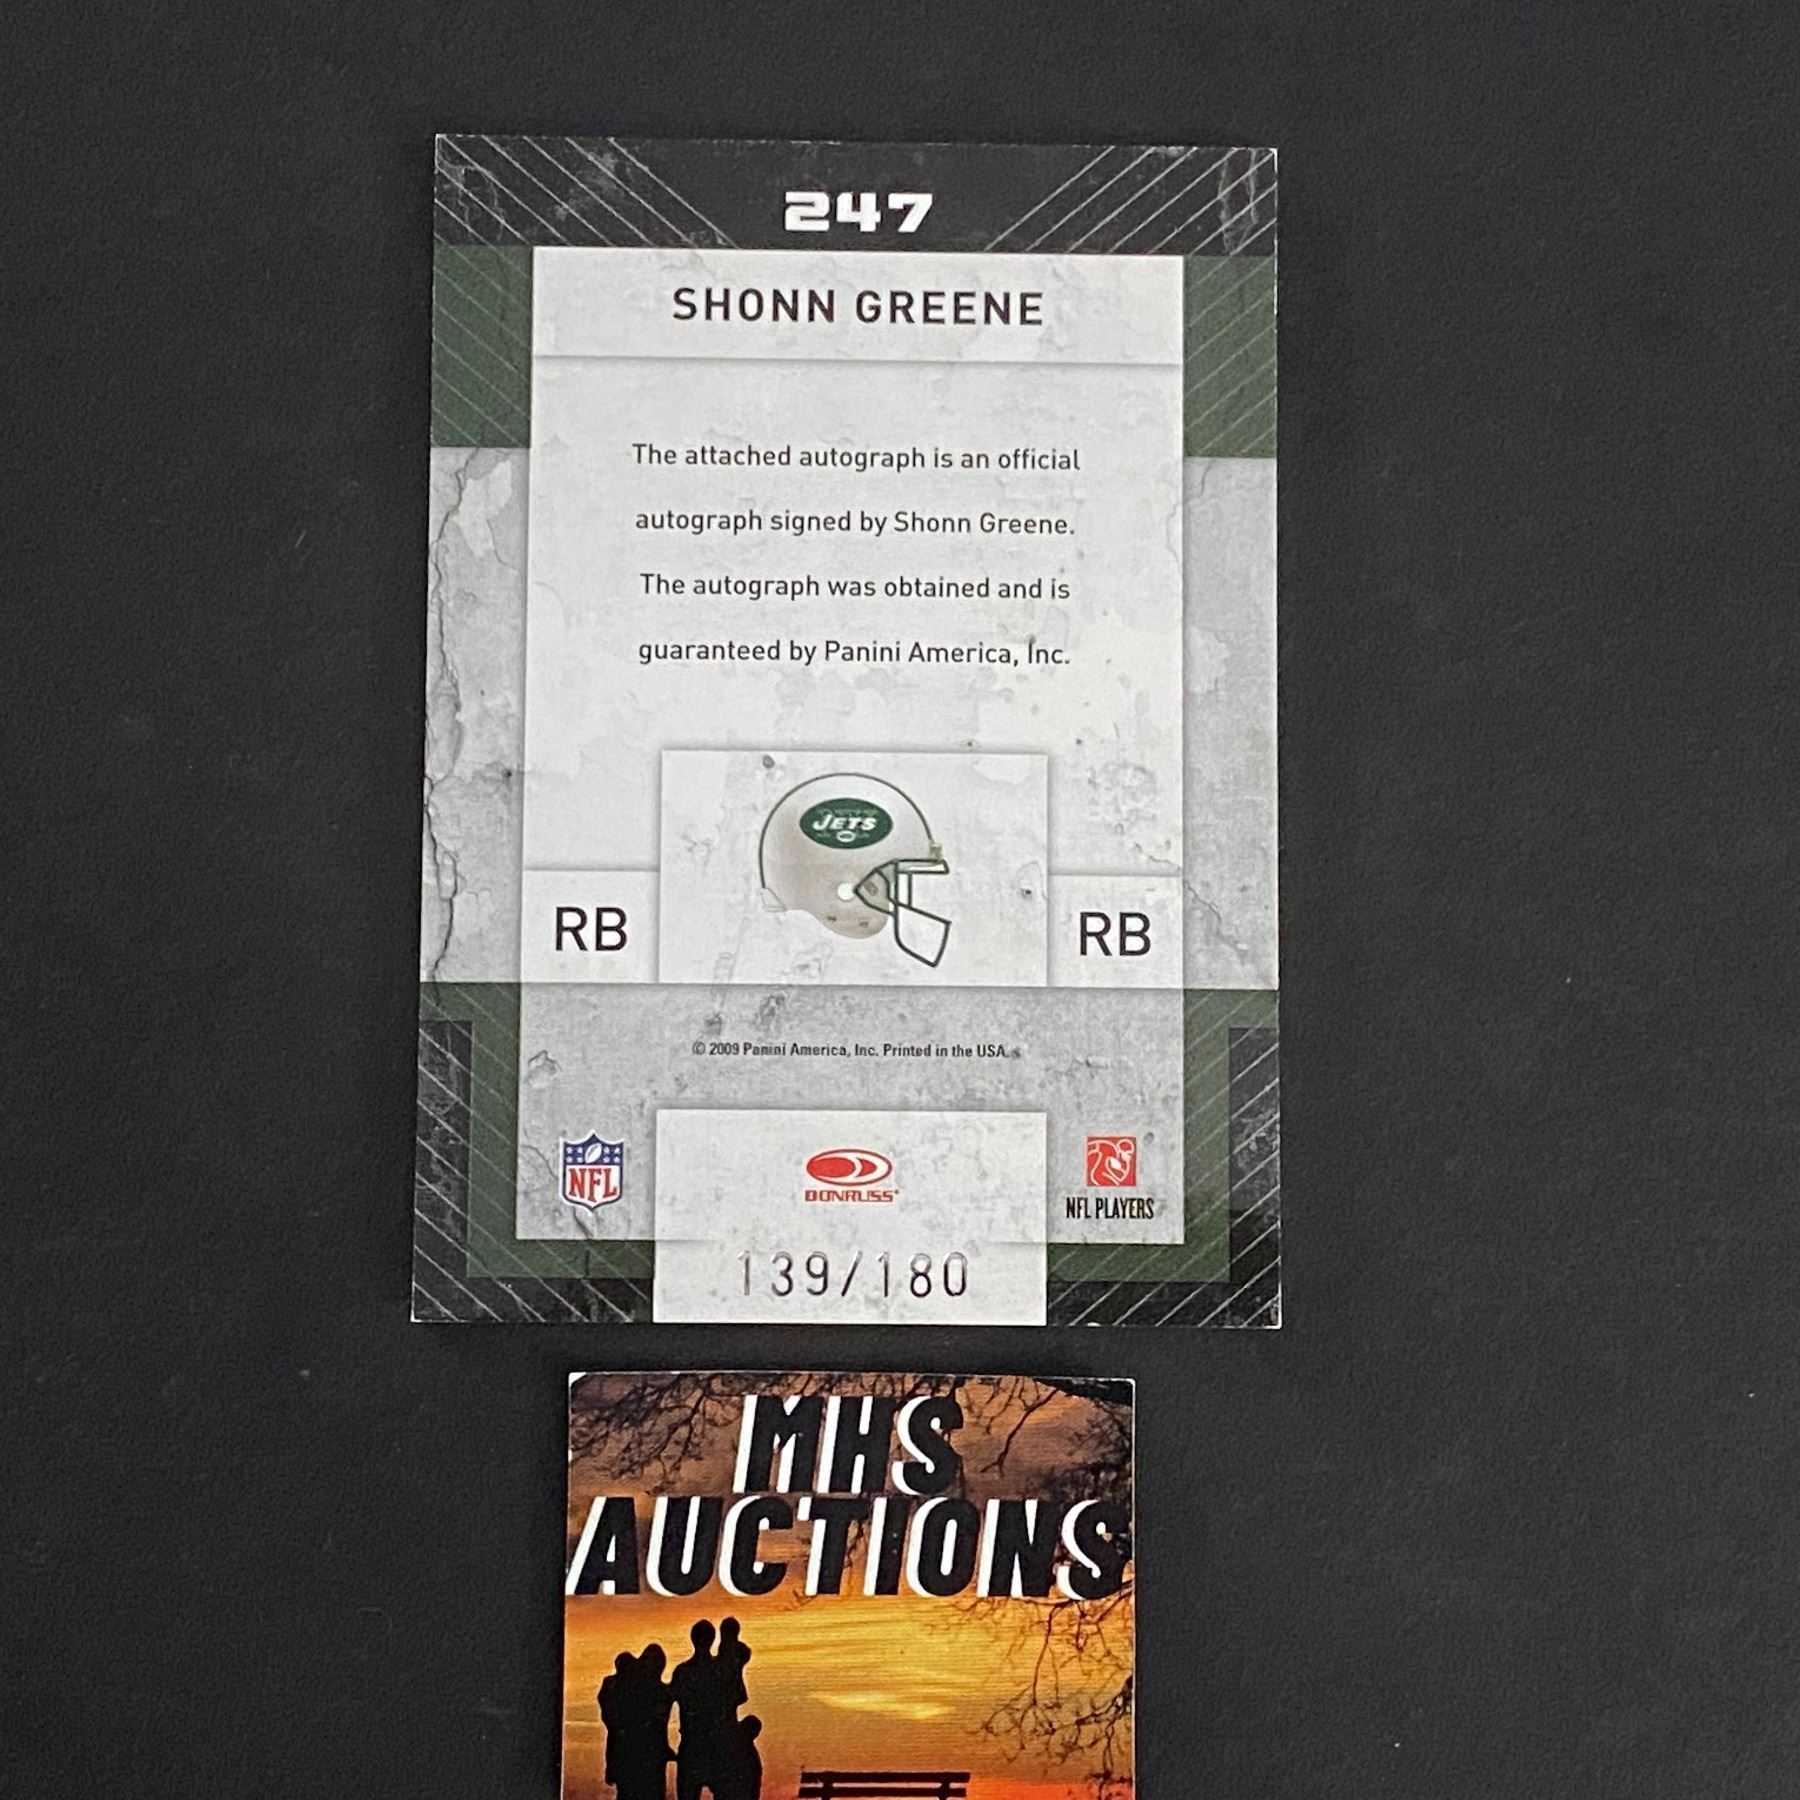 247
SHONN GREENE
The attached autograph is an official
autograph signed by Shonn Greene.
The autograph was obtained and is
guaranteed by Panini America, Inc.
JETS
RB RB
© 2009 Panini America, Inc. Printed in the USA.
NFL
DONRUSS
NFL PLAYERS
139/180
MHS
AUCTIONS